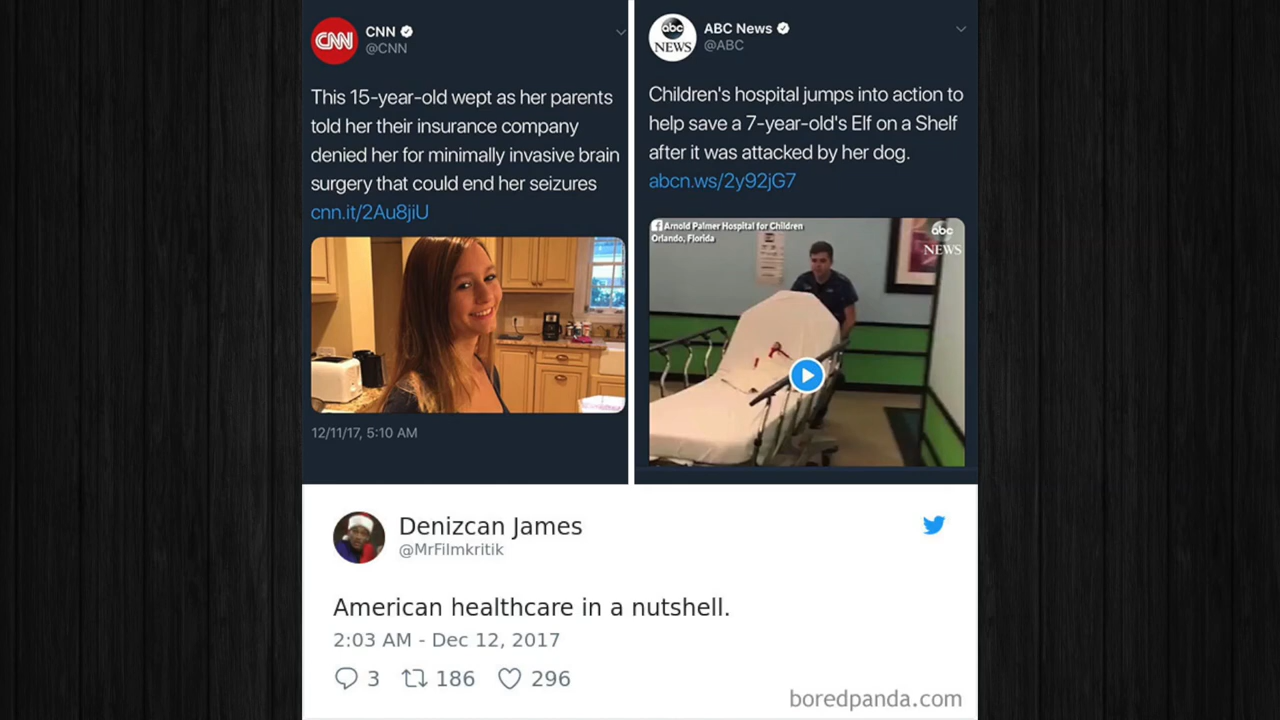 CNN
CNN
@CNN
This 15-year-old wept as her parents
told her their insurance company
denied her for minimally invasive brain
surgery that could end her seizures
cnn.it/2Au8jiU
12/11/17, 5:10 AM
abc
NEWS
ABC News
@ABC
Children's hospital jumps into action to
help save a 7-year-old's Elf on a Shelf
after it was attacked by her dog.
abcn.ws/2y92jG7
Arnold Palmer Hospital for Children
Orlando, Florida
abc
NEWS
Denizcan James
@MrFilmkritik
American healthcare in a nutshell.
2:03 AM - Dec 12, 2017
3 186 296
boredpanda.com